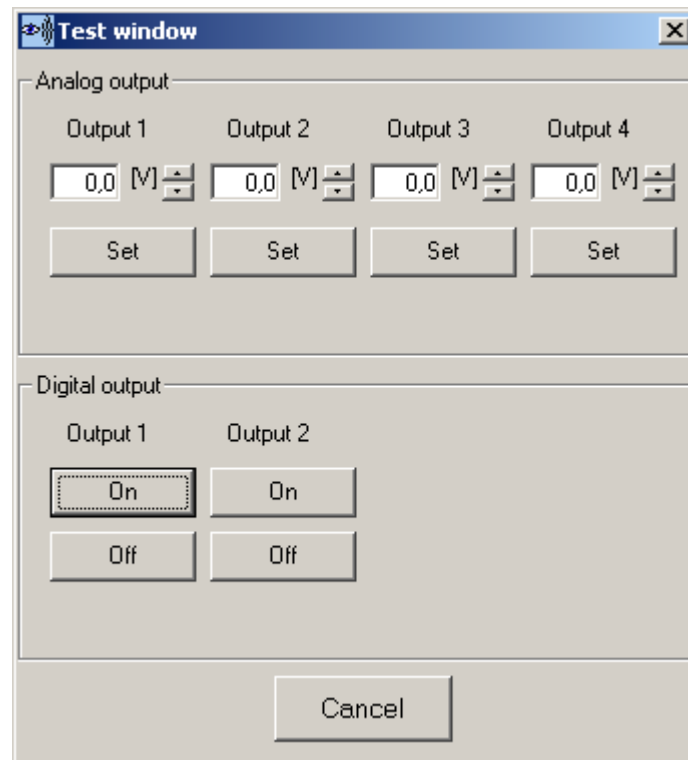 Test window
Analog output
Output 1 Output 2 Output 3 Output 4
0,0 [V] 0,0 [V] 0,0 [V] 0,0 [V]
Set Set Set Set
Digital output
Output 1 Output 2
On On
Off Off
Cancel